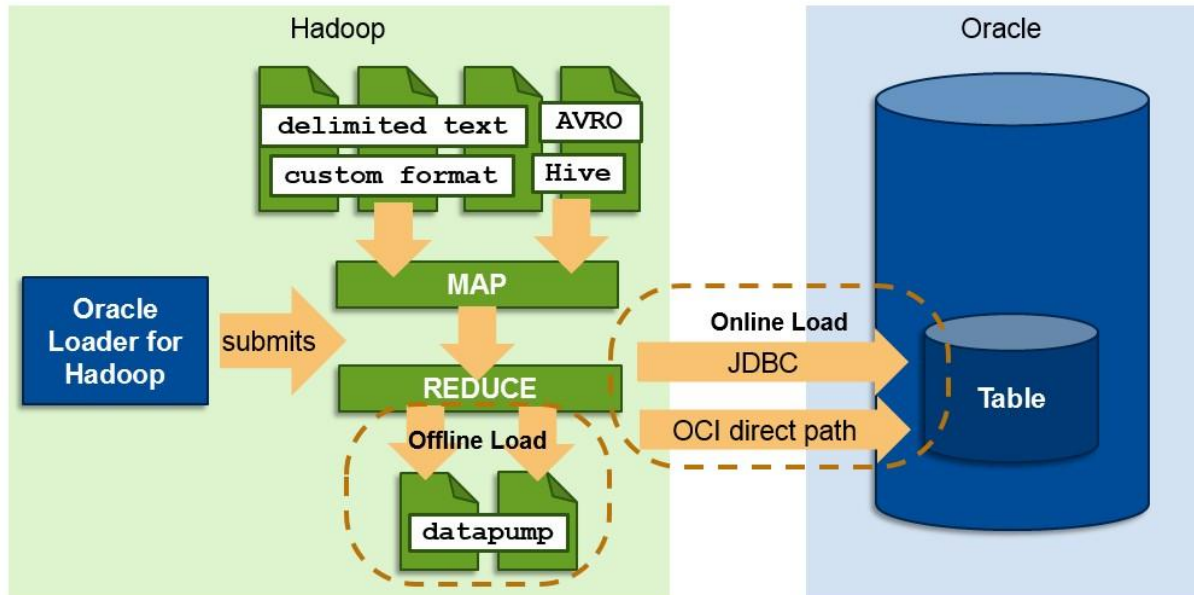 Hadoop
Oracle
delimited text
AVRO
custom format
Hive
MAP
Oracle
Loader for
Hadoop
submits
REDUCE
Online Load
JDBC
OCI direct path
Table
Offline Load
datapump